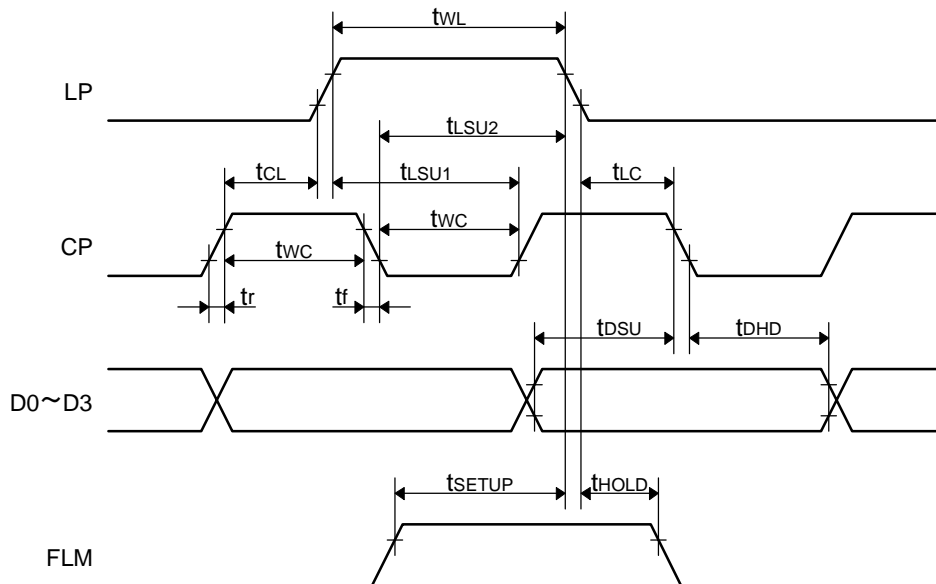 tWL
LP
tLSU2
tCL
tLSU1
tLC
CP
tWC
tWC
tr
tf
tDSU
tDHD
D0~D3
tSETUP
tHOLD
FLM